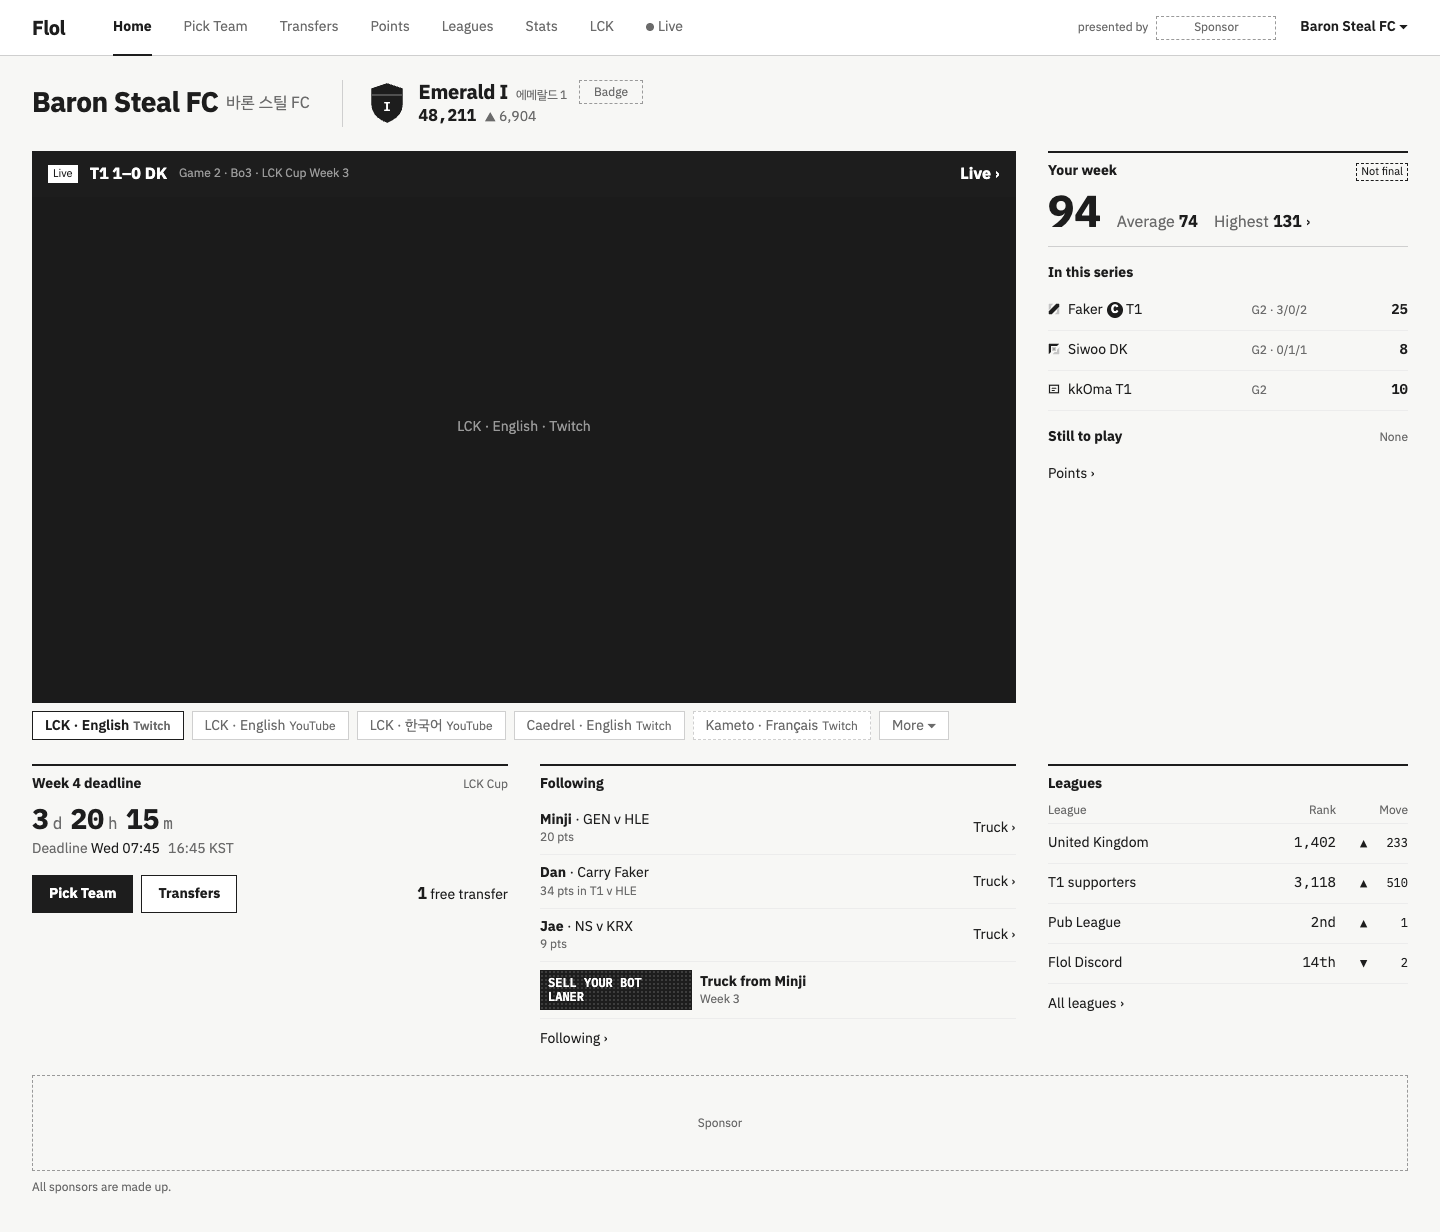 Flol
Home Pick Team Transfers Points Leagues Stats LCK Live
presented by Sponsor Baron Steal FC
Baron Steal FC 바론 스틸 FC
I
Emerald I 에메랄드 1 Badge
48,211 ▲ 6,904
Live T1 1–0 DK Game 2 · Bo3 · LCK Cup Week 3 Live ›
LCK · English · Twitch
LCK · English Twitch
LCK · English YouTube
LCK · 한국어 YouTube
Caedrel · English Twitch
Kameto · Français Twitch
More
Your week Not final
94 Average 74 Highest 131 ›
In this series
Faker C T1 G2 · 3/0/2 25
Siwoo DK G2 · 0/1/1 8
kkOma T1 G2 10
Still to play None
Points ›
Week 4 deadline LCK Cup
3 d 20 h 15 m
Deadline Wed 07:45 16:45 KST
Pick Team Transfers 1 free transfer
Following
Minji · GEN v HLE Truck ›
20 pts
Dan · Carry Faker Truck ›
34 pts in T1 v HLE
Jae · NS v KRX Truck ›
9 pts
SELL YOUR BOT
LANER
Truck from Minji
Week 3
Following ›
Leagues
League Rank Move
United Kingdom 1,402 ▲ 233
T1 supporters 3,118 ▲ 510
Pub League 2nd ▲ 1
Flol Discord 14th ▼ 2
All leagues ›
Sponsor
All sponsors are made up.